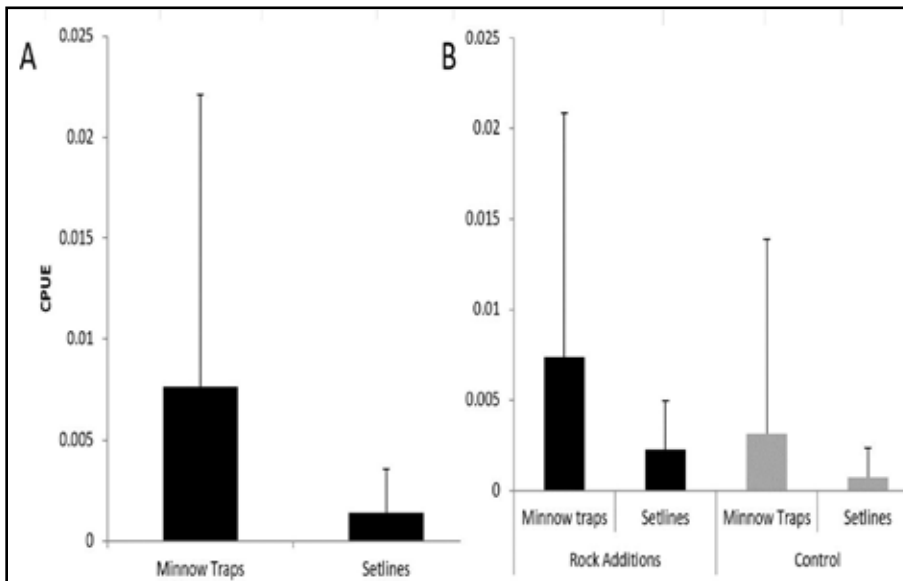 A
CPUE
0.025
0.02
0.015
0.01
0.005
0
Minnow Traps Setlines
B
0.025
0.02
0.015
0.01
0.005
0
Minnow traps Setlines Minnow Traps Setlines
Rock Additions Control